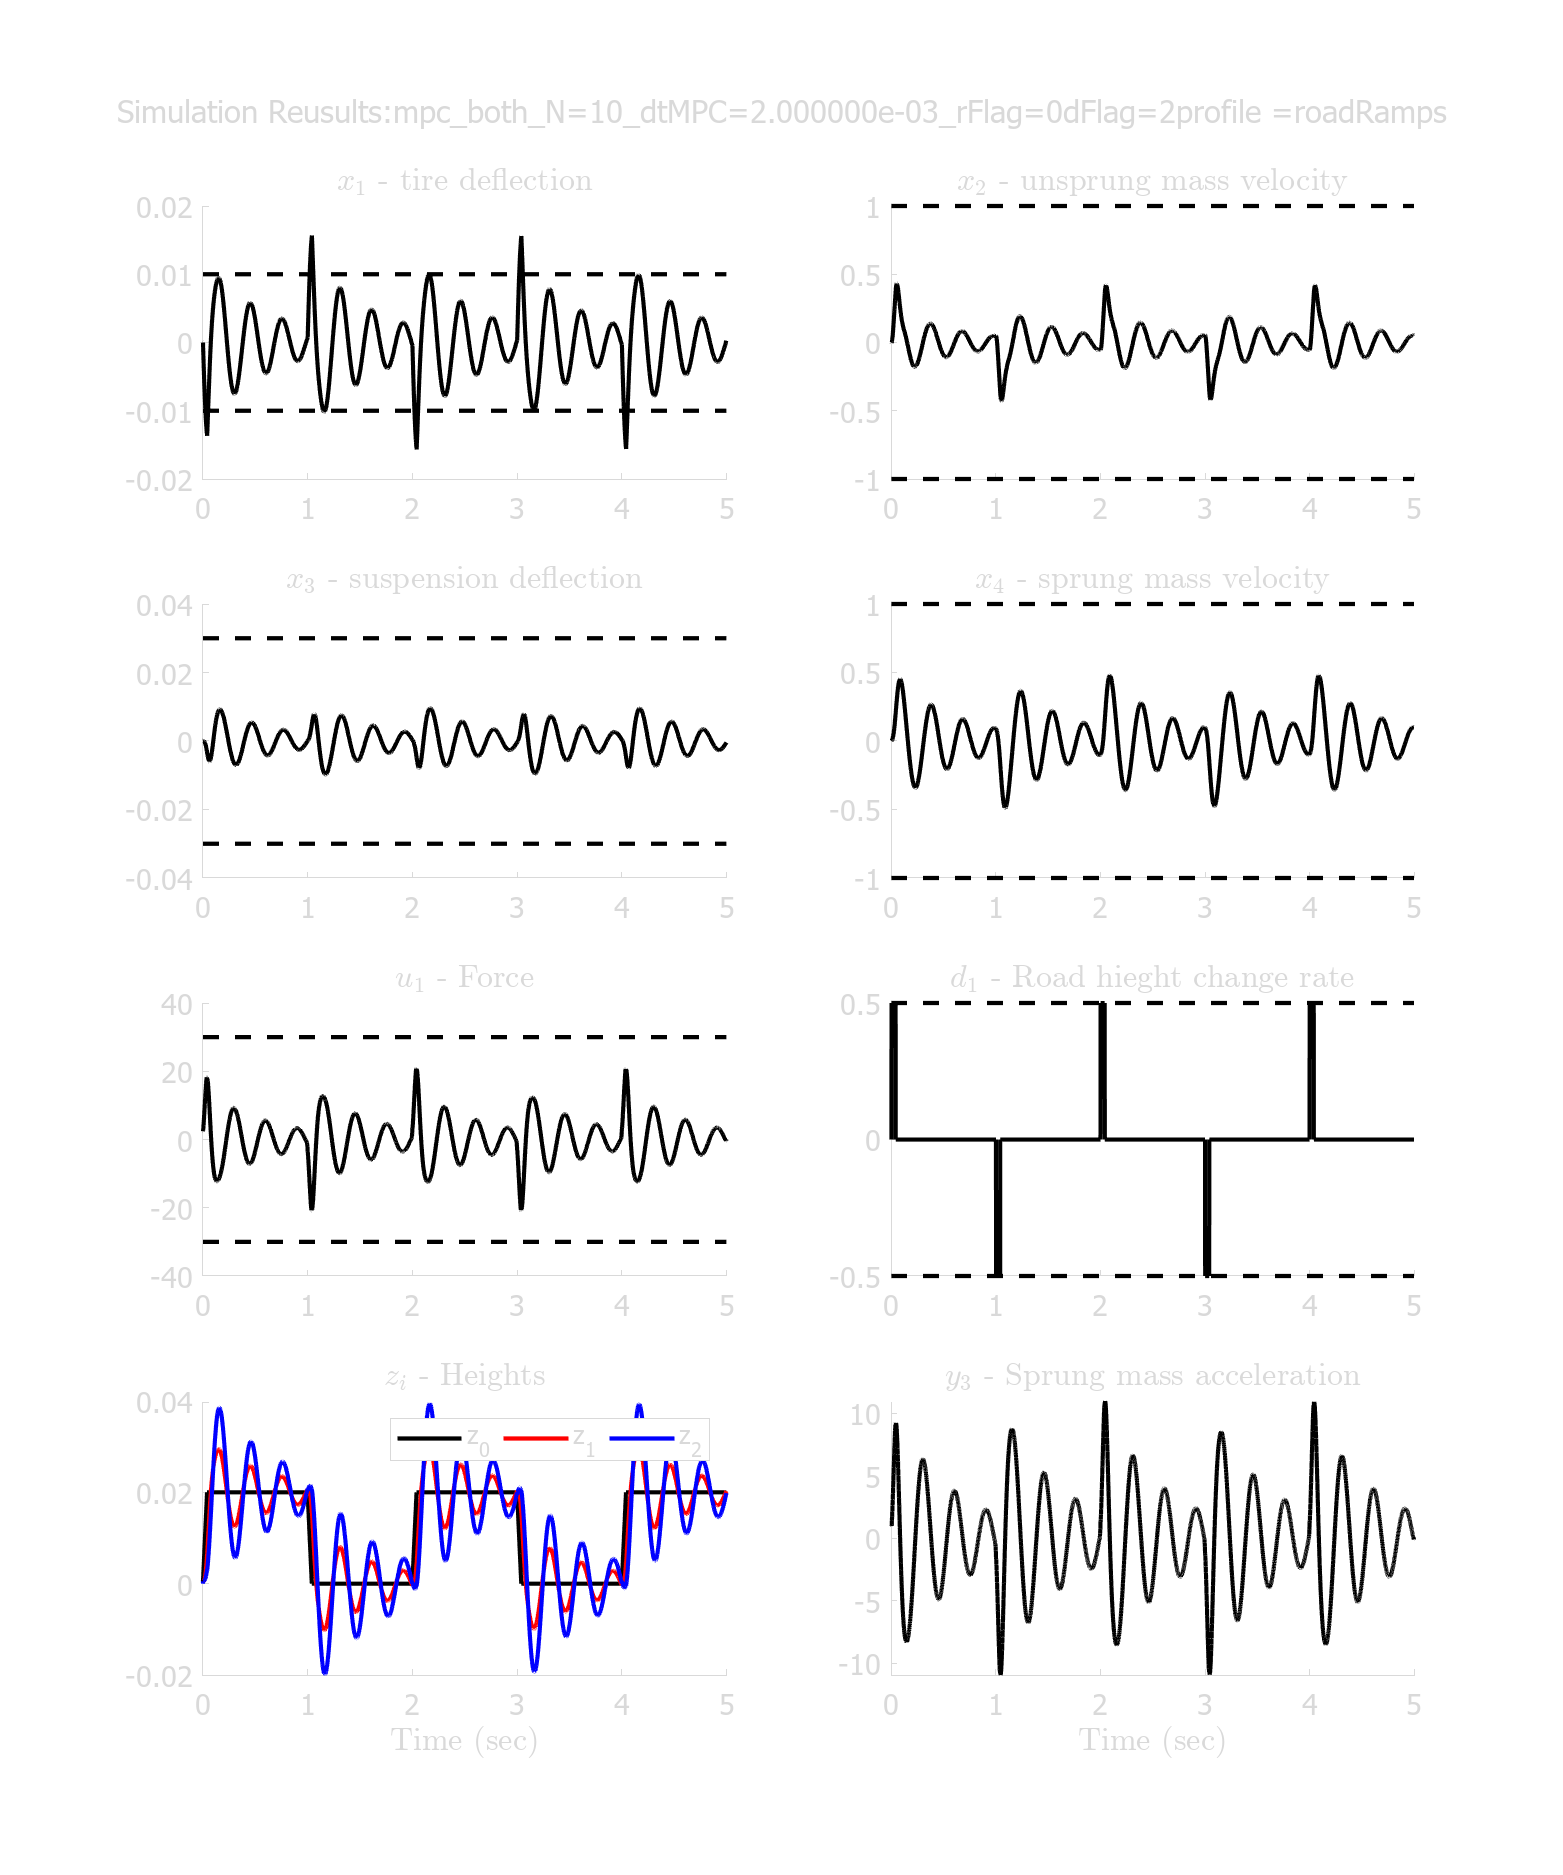 Simulation Reusults:mpc_both_N=10_dtMPC=2.000000e-03_rFlag=0dFlag=2profile =roadRamps
x1 - tire deflection
0.02
0.01
0
-0.01
-0.02
0 1 2 3 4 5
x2 - unsprung mass velocity
1
0.5
0
-0.5
-1
0 1 2 3 4 5
x3 - suspension deflection
0.04
0.02
0
-0.02
-0.04
0 1 2 3 4 5
x4 - sprung mass velocity
1
0.5
0
-0.5
-1
0 1 2 3 4 5
u1 - Force
40
20
0
-20
-40
0 1 2 3 4 5
d1 - Road hieght change rate
0.5
0
-0.5
0 1 2 3 4 5
zi - Heights
0.04
0.02
0
-0.02
z0 z1 z2
0 1 2 3 4 5
Time (sec)
y3 - Sprung mass acceleration
10
5
0
-5
-10
0 1 2 3 4 5
Time (sec)